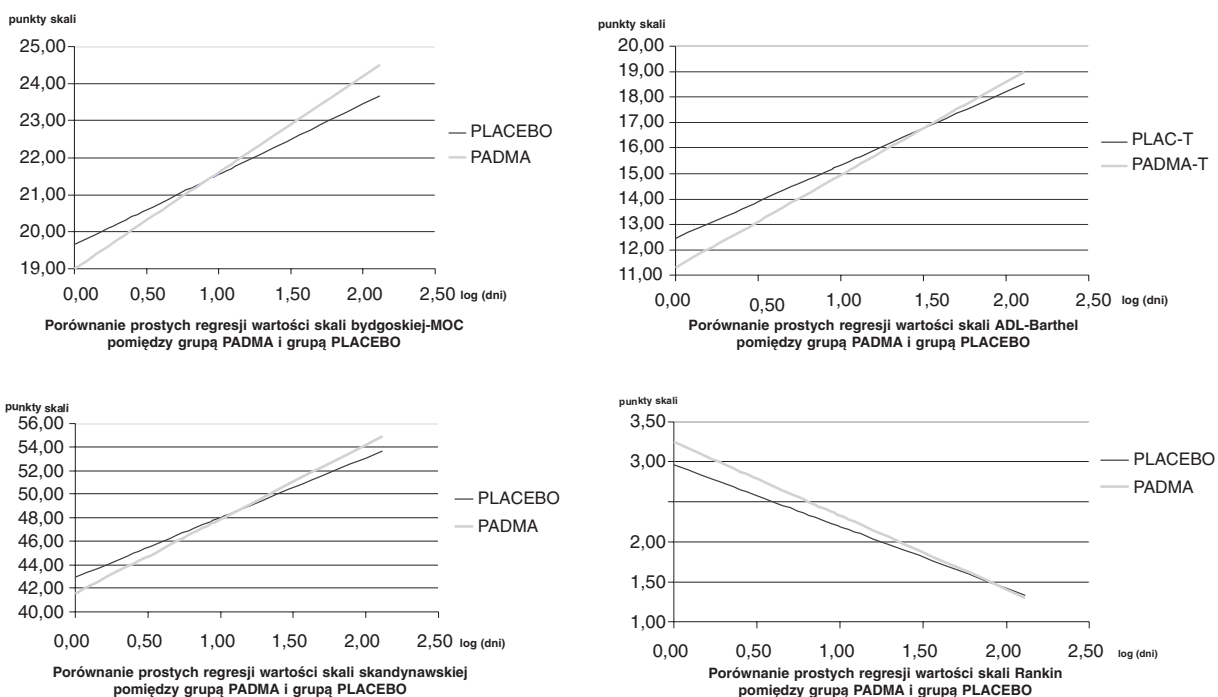 punkty skali
25,00
24,00
23,00
22,00
21,00
20,00
19,00
0,00 0,50 1,00 1,50 2,00 2,50 log (dni)
PLACEBO
PADMA
Porównanie prostych regresji wartości skali bydgoskiej-MOC
pomiędzy grupą PADMA i grupą PLACEBO
punkty skali
20,00
19,00
18,00
17,00
16,00
15,00
14,00
13,00
12,00
11,00
0,00 0,50 1,00 1,50 2,00 2,50 log (dni)
PLAC-T
PADMA-T
Porównanie prostych regresji wartości skali ADL-Barthel
pomiędzy grupą PADMA i grupą PLACEBO
punkty skali
56,00
54,00
52,00
50,00
48,00
46,00
44,00
42,00
40,00
0,00 0,50 1,00 1,50 2,00 2,50 log (dni)
PLACEBO
PADMA
Porównanie prostych regresji wartości skali skandynawskiej
pomiędzy grupą PADMA i grupą PLACEBO
punkty skali
3,50
3,00
2,00
1,50
1,00
0,00 0,50 1,00 1,50 2,00 2,50 log (dni)
PLACEBO
PADMA
Porównanie prostych regresji wartości skali Rankin
pomiędzy grupą PADMA i grupą PLACEBO